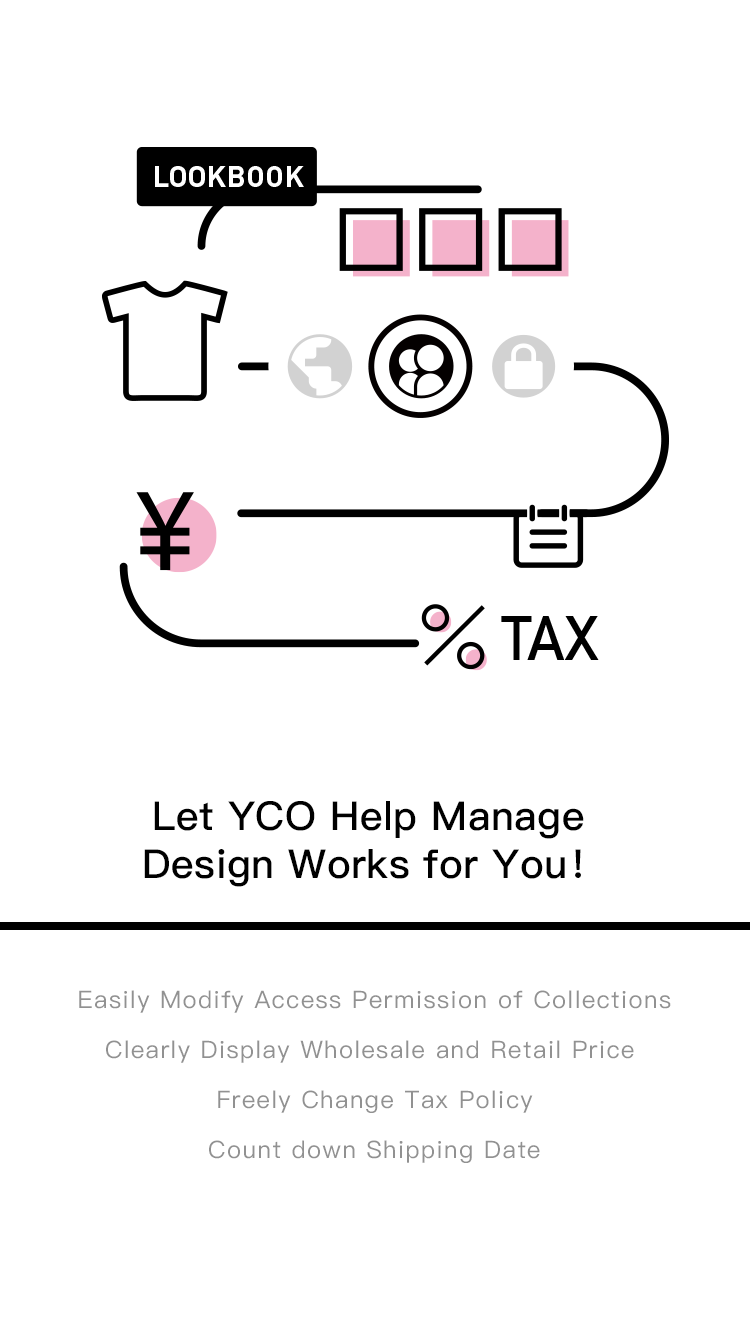 LOOKBOOK
¥
% TAX
Let YCO Help Manage
Design Works for You!
Easily Modify Access Permission of Collections
Clearly Display Wholesale and Retail Price
Freely Change Tax Policy
Count down Shipping Date